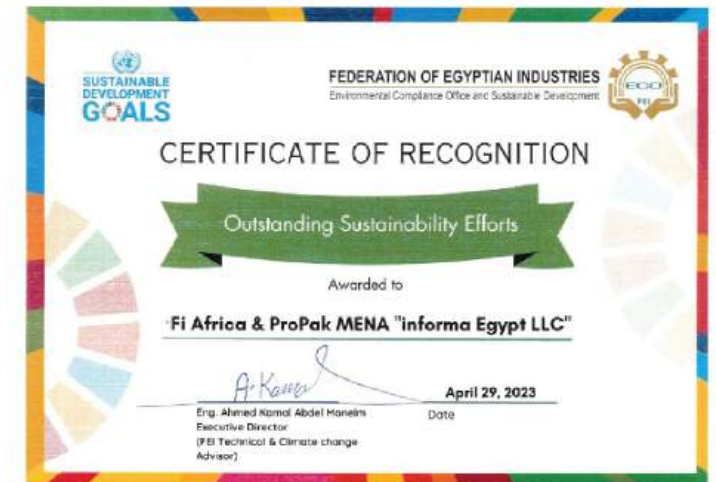 SUSTAINABLE
DEVELOPMENT
GOALS
FEDERATION OF EGYPTIAN INDUSTRIES
Environmental Compliance Office and Sustainable Development
ECO
FEI
CERTIFICATE OF RECOGNITION
Outstanding Sustainability Efforts
Awarded to
Fi Africa & ProPak MENA "informa Egypt LLC"
A. Kamal
April 29, 2023
Eng. Ahmed Kamal Abdel Moneim
Date
Executive Director
(FEI Technical & Climate change
Advisor)